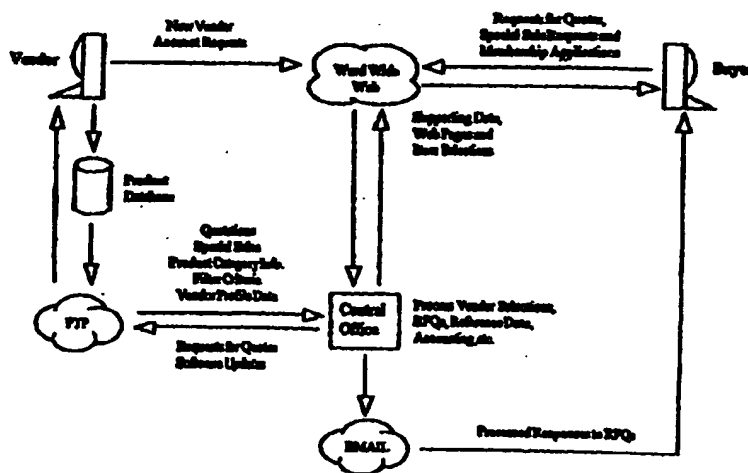 New Vendor
Account Requests
Requests for Quotes,
Special Sale Requests and
Membership Applications
Vendor
Word Wide
Web
Buyer
Supporting Data,
Web Pages and
User Selections
Product
Database
Quotations
Special Sales
Product Category Info.
Filter Criteria
Vendor Profile Data
FTP
Central
Office
Process Vendor Selections,
RFQs, Reference Data,
Accounting, etc.
Requests for Quotes
Software Updates
EMAIL
Processed Responses to RFQs